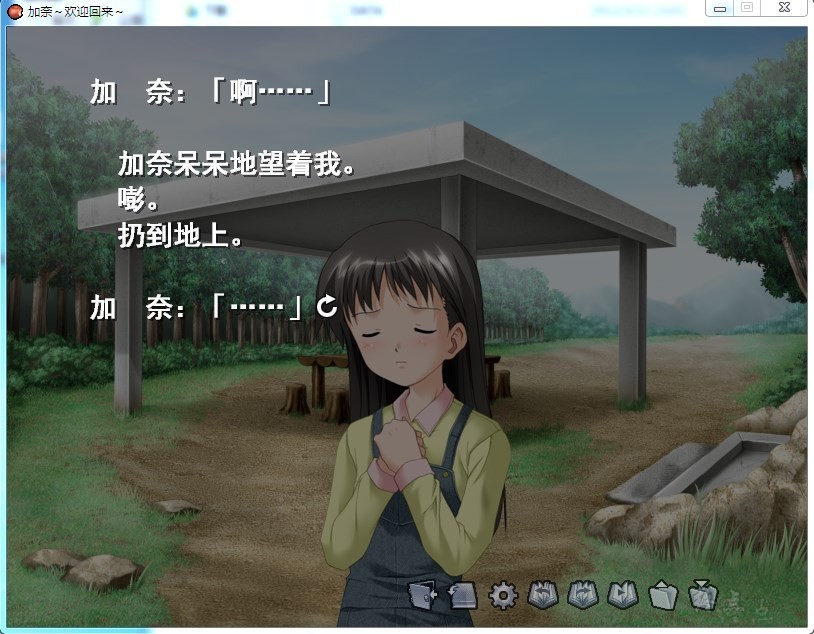 加奈～欢迎回来～
加　奈：「啊……」
加奈呆呆地望着我。
嘭。
扔到地上。
加　奈：「……」